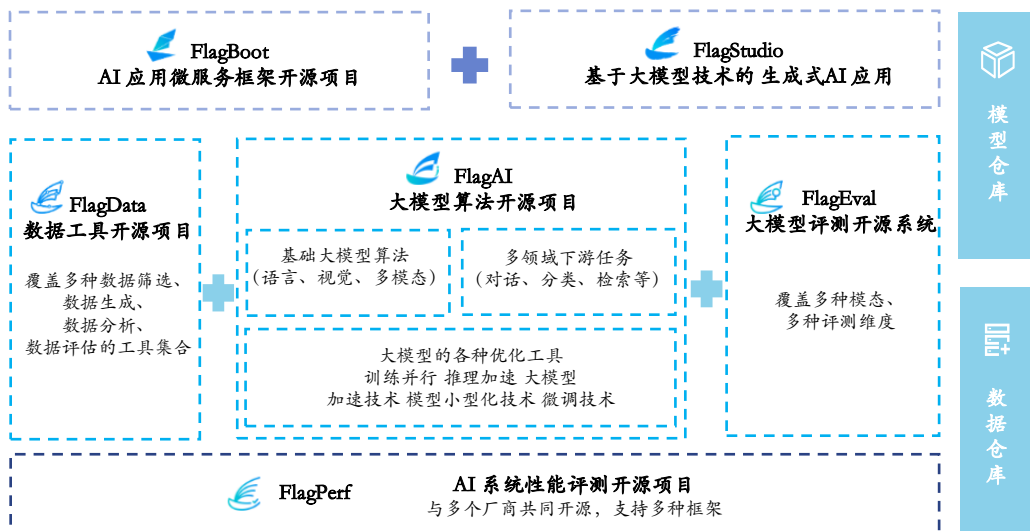 FlagBoot
AI 应用微服务框架开源项目
FlagStudio
基于大模型技术的 生成式AI 应用
FlagData
数据工具开源项目
覆盖多种数据筛选、
数据生成、
数据分析、
数据评估的工具集合
FlagAI
大模型算法开源项目
基础大模型算法
（语言、视觉、多模态）
多领域下游任务
（对话、分类、检索等）
大模型的各种优化工具
训练并行 推理加速 大模型
加速技术 模型小型化技术 微调技术
FlagEval
大模型评测开源系统
覆盖多种模态、
多种评测维度
FlagPerf
AI 系统性能评测开源项目
与多个厂商共同开源，支持多种框架
模型仓库
数据仓库